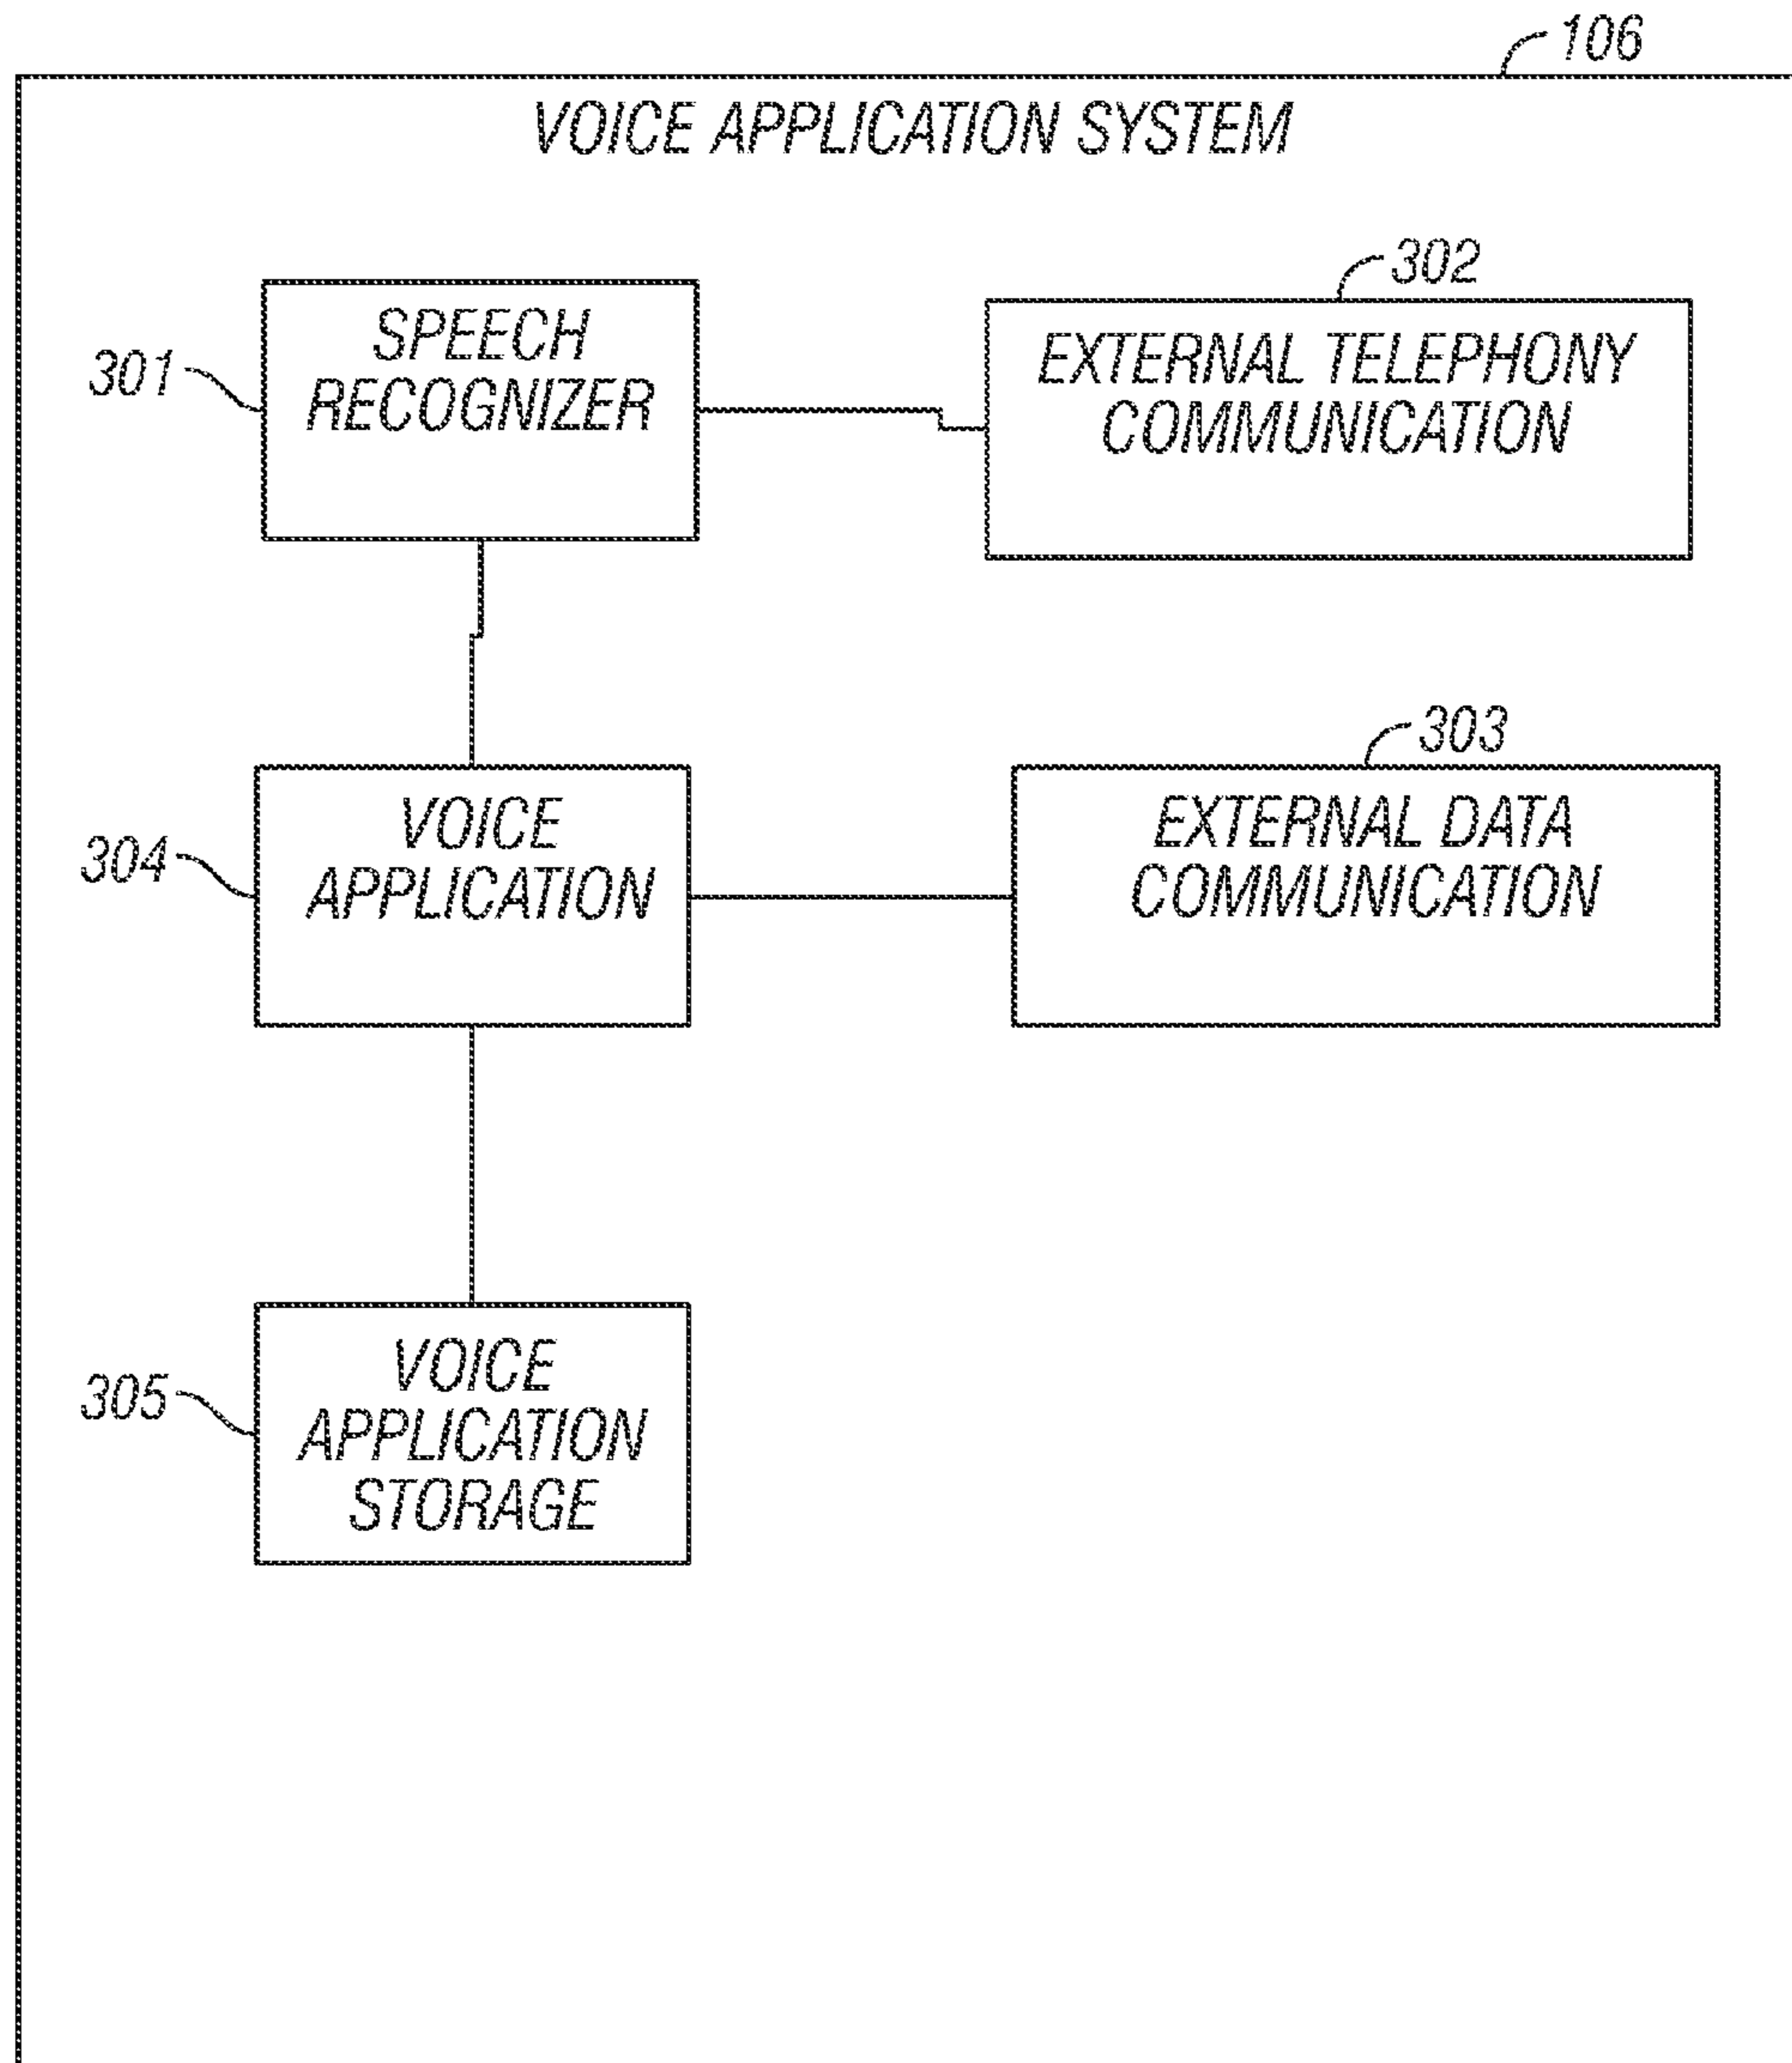 106
VOICE APPLICATION SYSTEM
301
SPEECH
RECOGNIZER
302
EXTERNAL TELEPHONY
COMMUNICATION
304
VOICE
APPLICATION
303
EXTERNAL DATA
COMMUNICATION
305
VOICE
APPLICATION
STORAGE